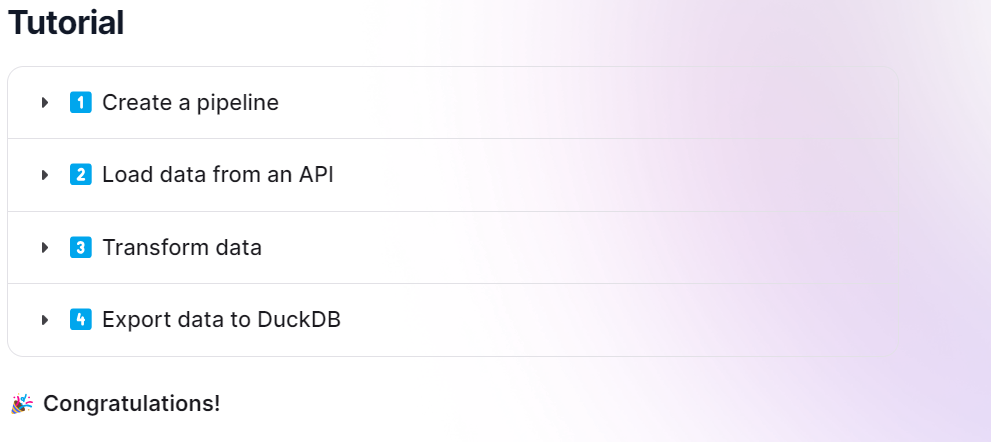 Tutorial
1 Create a pipeline
2 Load data from an API
3 Transform data
4 Export data to DuckDB
🎉 Congratulations!